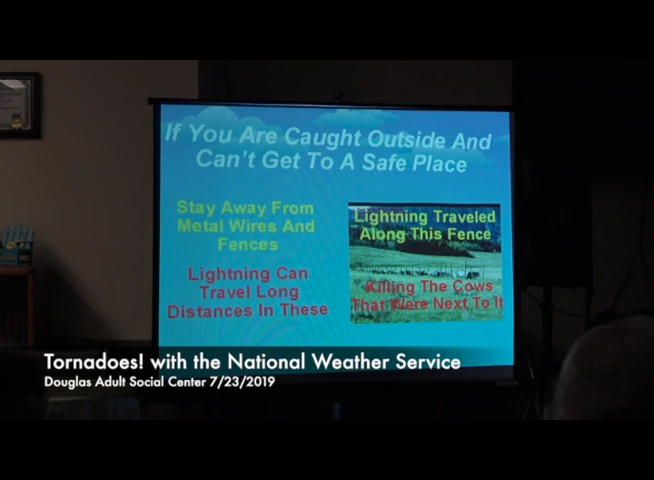 If You Are Caught Outside And
Can't Get To A Safe Place
Stay Away From
Metal Wires And
Fences
Lightning Can
Travel Long
Distances In These
Lightning Traveled
Along This Fence
Killing The Cows
That Were Next To It
Tornadoes! with the National Weather Service
Douglas Adult Social Center 7/23/2019